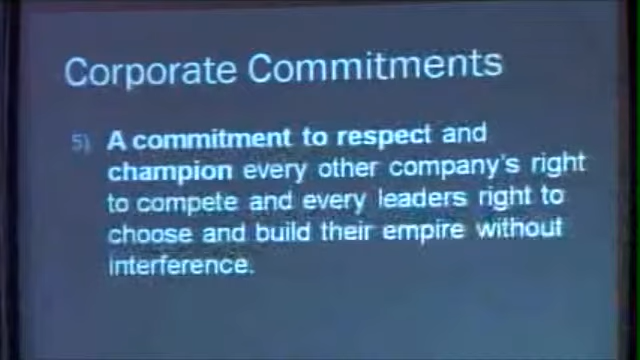 Corporate Commitments
5) A commitment to respect and
champion every other company's right
to compete and every leaders right to
choose and build their empire without
interference.